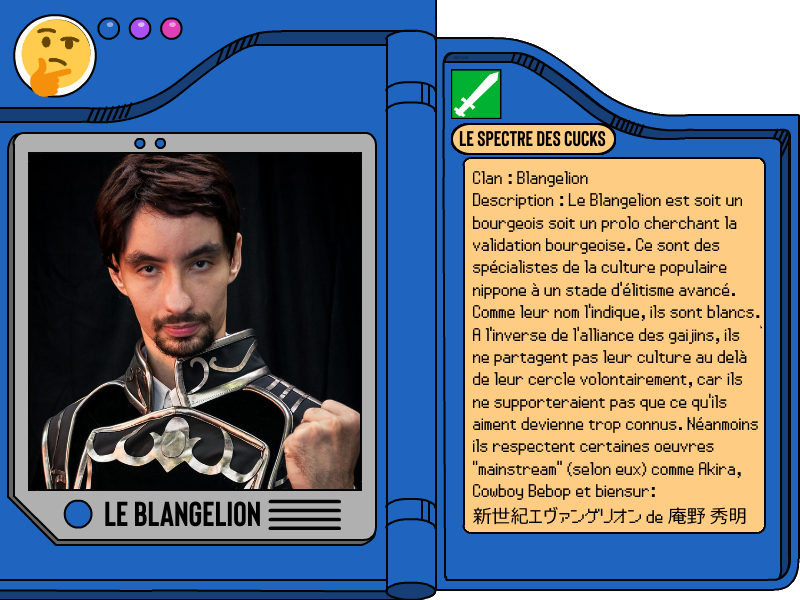 LE SPECTRE DES CUCKS
Clan : Blangelion
Description : Le Blangelion est soit un
bourgeois soit un prolo cherchant la
validation bourgeoise. Ce sont des
spécialistes de la culture populaire
nippone à un stade d'élitisme avancé.
Comme leur nom l'indique, ils sont blancs.
A l'inverse de l'alliance des gaijins, ils
ne partagent pas leur culture au delà
de leur cercle volontairement, car ils
ne supporteraient pas que ce qu'ils
aiment devienne trop connus. Néanmoins
ils respectent certaines oeuvres
"mainstream" (selon eux) comme Akira,
Cowboy Bebop et biensur:
新世紀エヴァンゲリオン de 庵野 秀明
LE BLANGELION